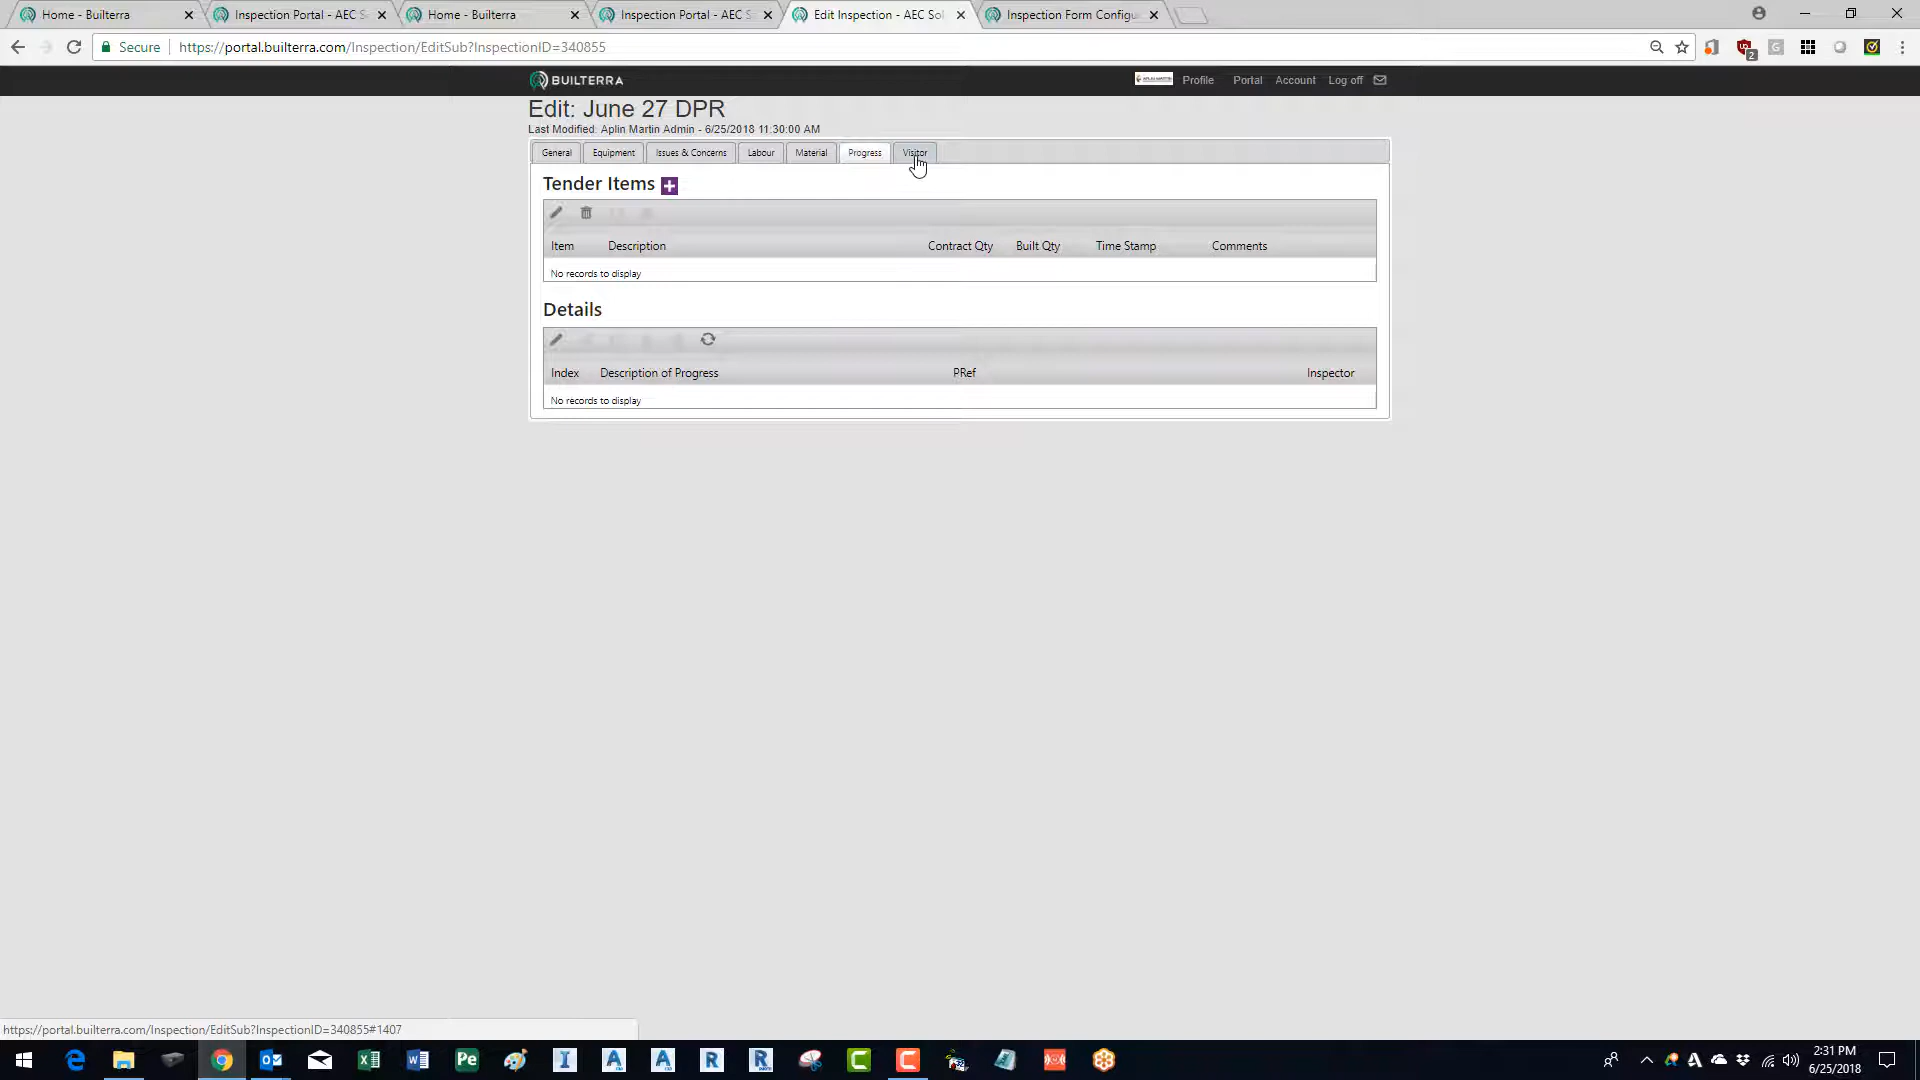 Home - Builterra
Inspection Portal - AEC S
Home - Builterra
Inspection Portal - AEC S
Edit Inspection - AEC Sol
Inspection Form Configu
Secure
https://portal.builterra.com/Inspection/EditSub?InspectionID=340855
2
BUILTERRA
Profile
Portal
Account
Log off
Edit: June 27 DPR
Last Modified: Aplin Martin Admin - 6/25/2018 11:30:00 AM
General
Equipment
Issues & Concerns
Labour
Material
Progress
Visitor
Tender Items
Item
Description
Contract Qty
Built Qty
Time Stamp
Comments
No records to display
Details
Index
Description of Progress
PRef
Inspector
No records to display
https://portal.builterra.com/Inspection/EditSub?InspectionID=340855#1407
2:31 PM
6/25/2018